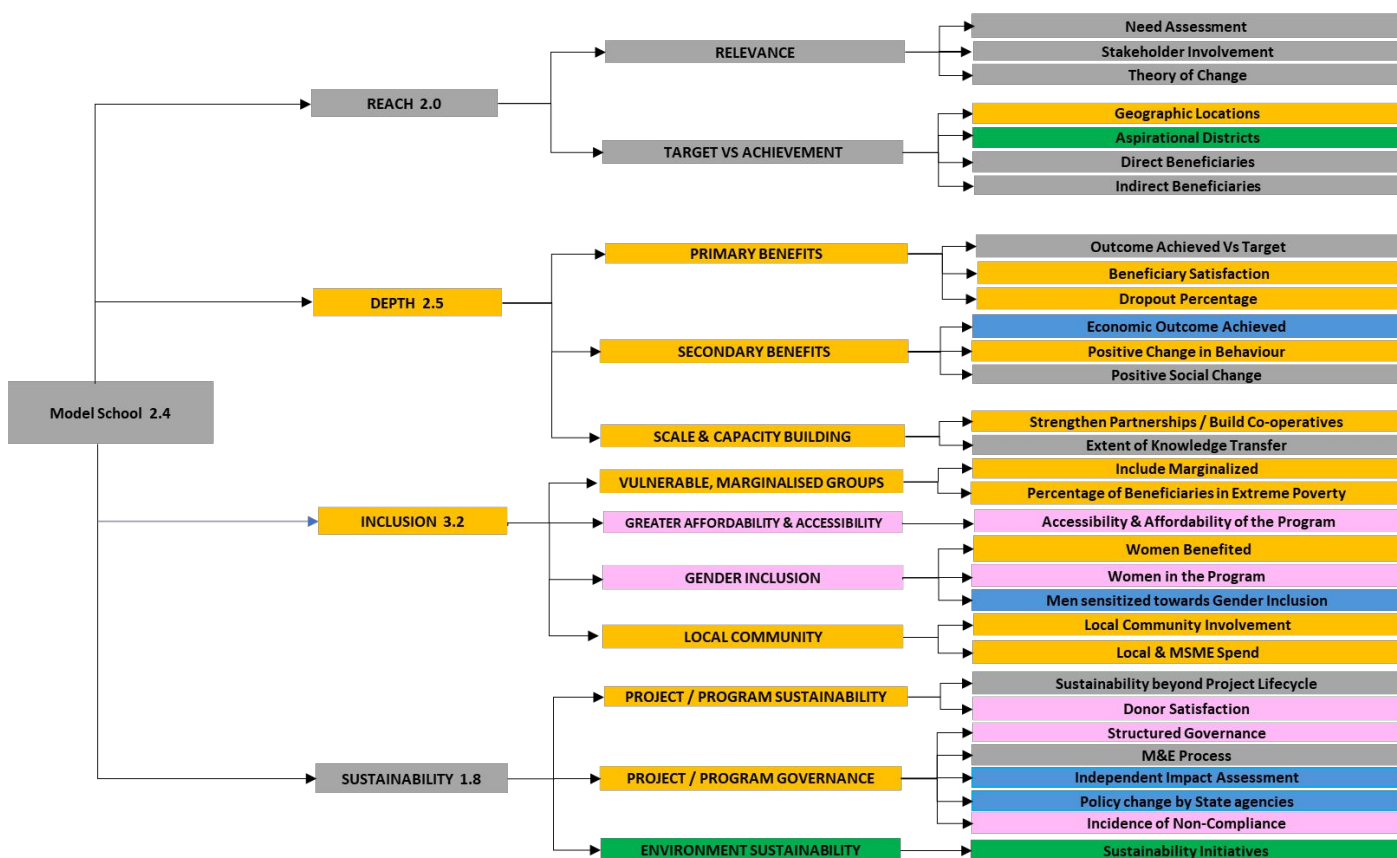 Model School 2.4
REACH 2.0
RELEVANCE
Need Assessment
Stakeholder Involvement
Theory of Change
TARGET VS ACHIEVEMENT
Geographic Locations
Aspirational Districts
Direct Beneficiaries
Indirect Beneficiaries
DEPTH 2.5
PRIMARY BENEFITS
Outcome Achieved Vs Target
Beneficiary Satisfaction
Dropout Percentage
SECONDARY BENEFITS
Economic Outcome Achieved
Positive Change in Behaviour
Positive Social Change
SCALE & CAPACITY BUILDING
Strengthen Partnerships / Build Co-operatives
Extent of Knowledge Transfer
INCLUSION 3.2
VULNERABLE, MARGINALISED GROUPS
Include Marginalized
Percentage of Beneficiaries in Extreme Poverty
GREATER AFFORDABILITY & ACCESSIBILITY
Accessibility & Affordability of the Program
GENDER INCLUSION
Women Benefited
Women in the Program
Men sensitized towards Gender Inclusion
LOCAL COMMUNITY
Local Community Involvement
Local & MSME Spend
SUSTAINABILITY 1.8
PROJECT / PROGRAM SUSTAINABILITY
Sustainability beyond Project Lifecycle
Donor Satisfaction
PROJECT / PROGRAM GOVERNANCE
Structured Governance
M&E Process
Independent Impact Assessment
Policy change by State agencies
Incidence of Non-Compliance
ENVIRONMENT SUSTAINABILITY
Sustainability Initiatives